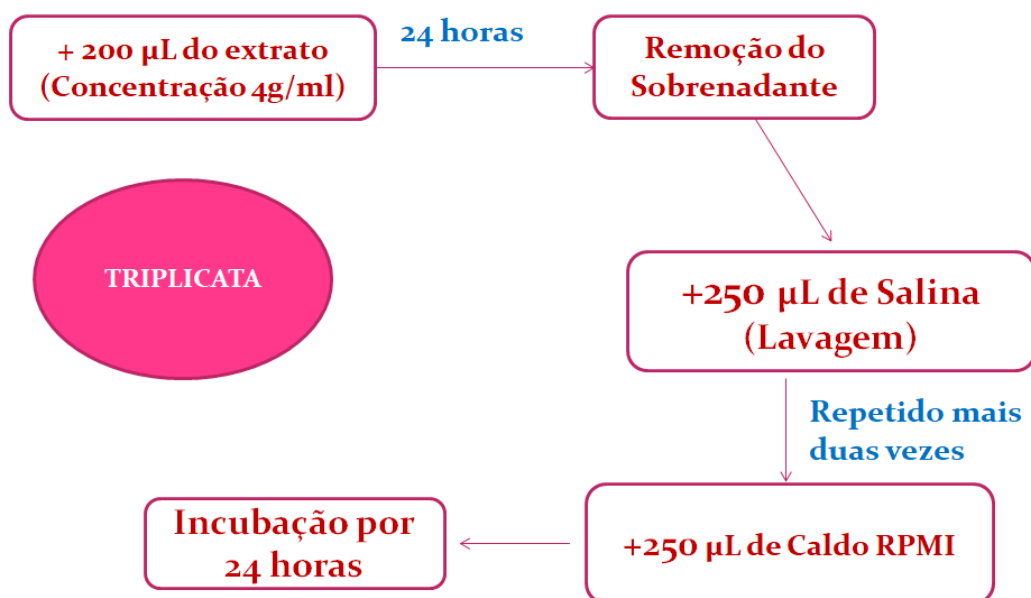 + 200 µL do extrato
(Concentração 4g/ml)
24 horas
Remoção do
Sobrenadante
TRIPLICATA
+250 µL de Salina
(Lavagem)
Repetido mais
duas vezes
+250 µL de Caldo RPMI
Incubação por
24 horas